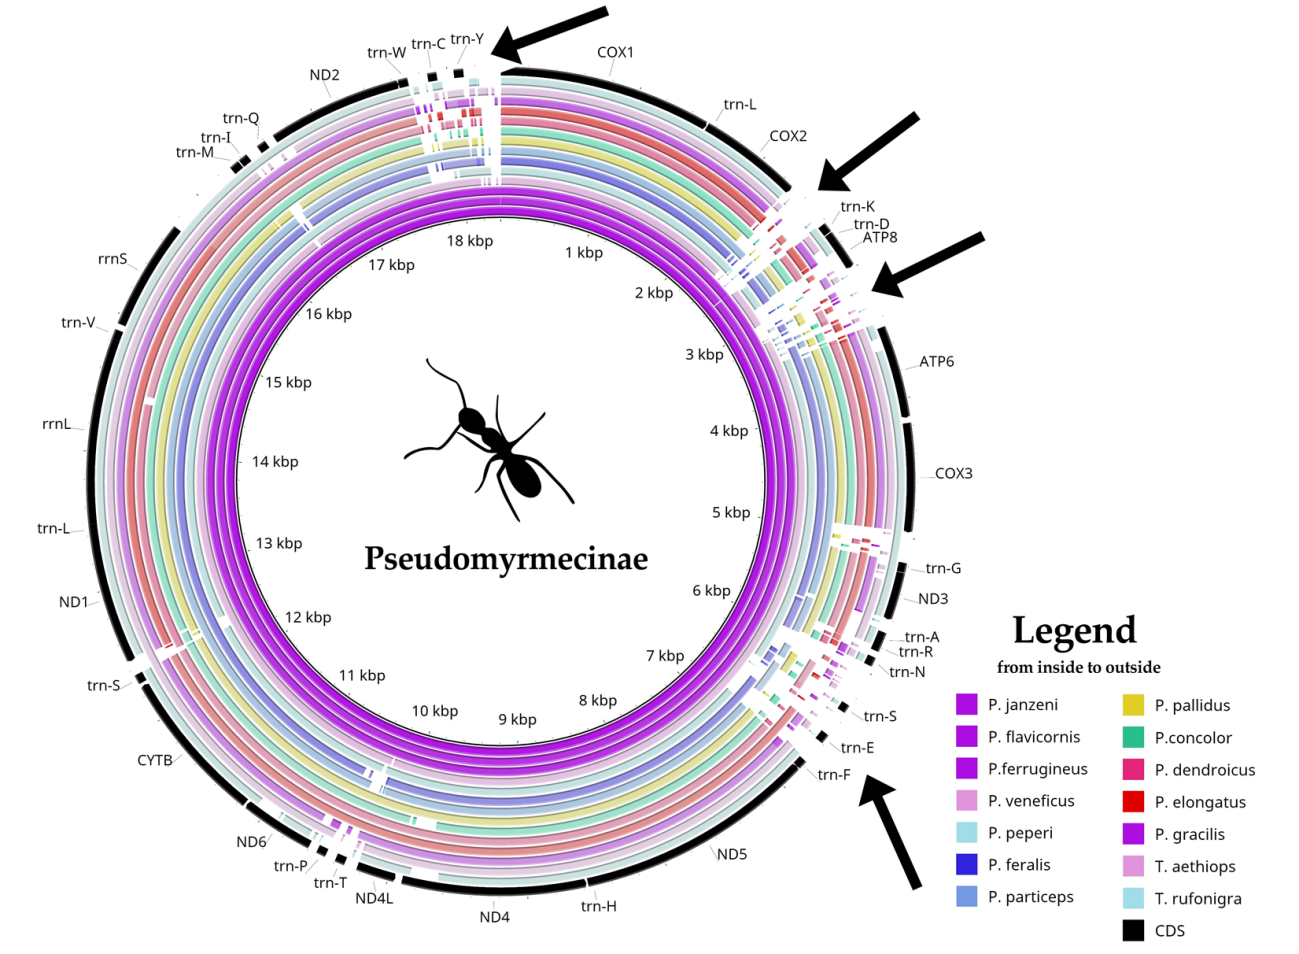 trn-Y
trn-C
trn-W
COX1
ND2
trn-L
trn-Q
COX2
trn-I
trn-M
trn-K
trn-D
ATP8
18 kbp
1 kbp
rrnS
17 kbp
2 kbp
16 kbp
trn-V
3 kbp
ATP6
15 kbp
rrnL
4 kbp
14 kbp
COX3
5 kbp
trn-L
13 kbp
Pseudomyrmecinae
trn-G
6 kbp
ND3
ND1
12 kbp
trn-A
trn-R
7 kbp
trn-N
11 kbp
trn-S
8 kbp
10 kbp
9 kbp
trn-S
trn-E
CYTB
trn-F
ND6
ND5
trn-P
trn-T
ND4L
trn-H
ND4
Legend
from inside to outside
P. janzeni
P. flavicornis
P.ferrugineus
P. veneficus
P. peperi
P. feralis
P. particeps
P. pallidus
P.concolor
P. dendroicus
P. elongatus
P. gracilis
T. aethiops
T. rufonigra
CDS